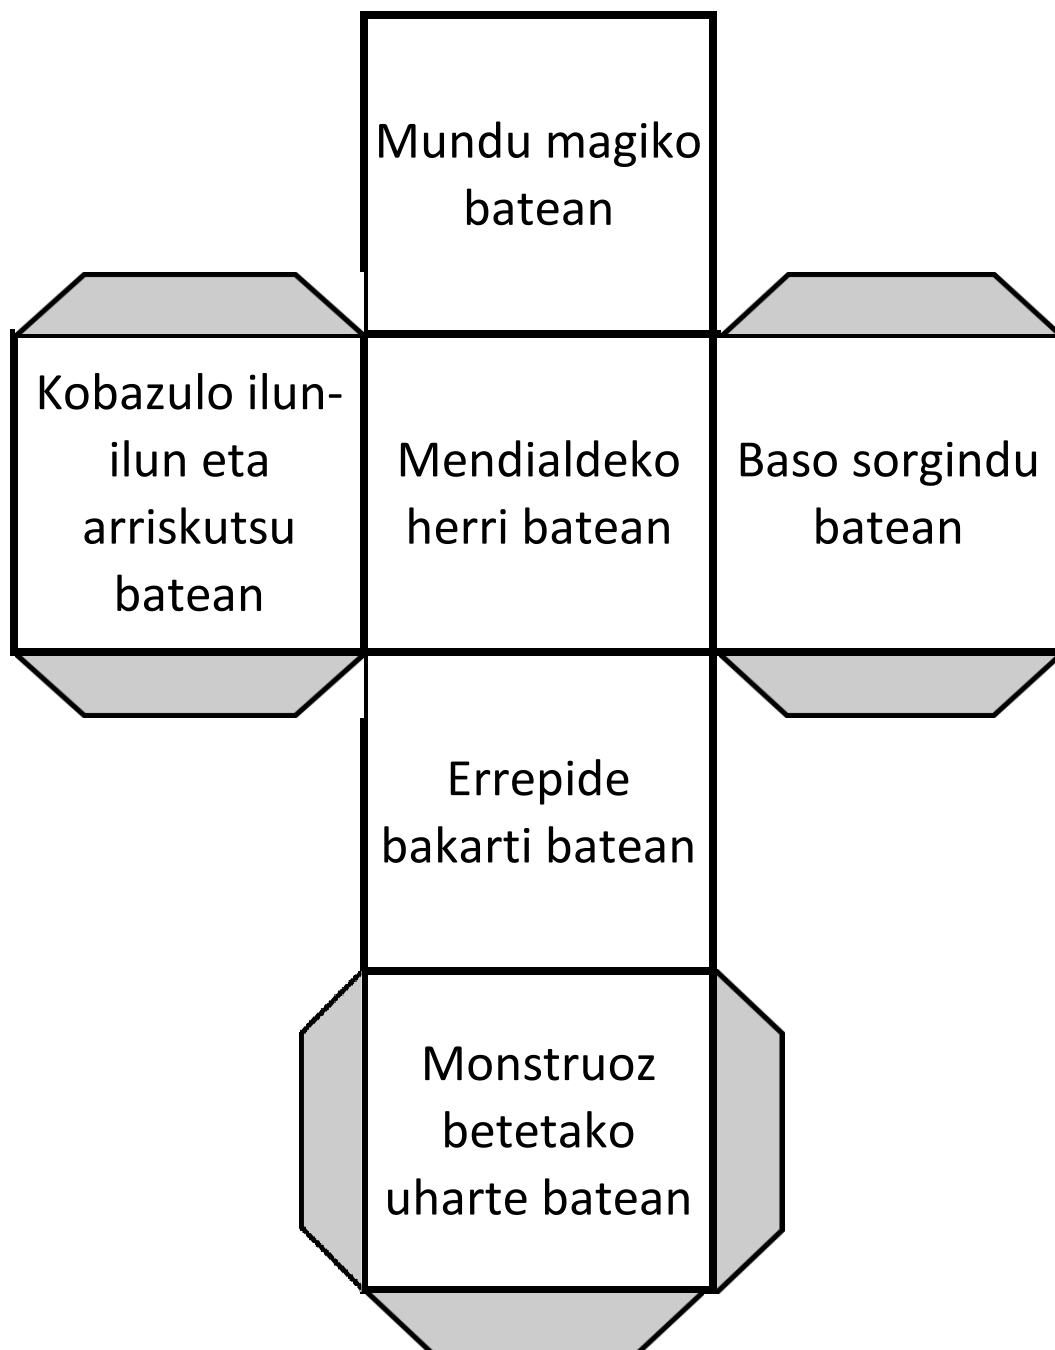 Mundu magiko
batean
Kobazulo ilun-
ilun eta
arriskutsu
batean
Mendialdeko
herri batean
Baso sorgindu
batean
Errepide
bakarti batean
Monstruoz
betetako
uharte batean